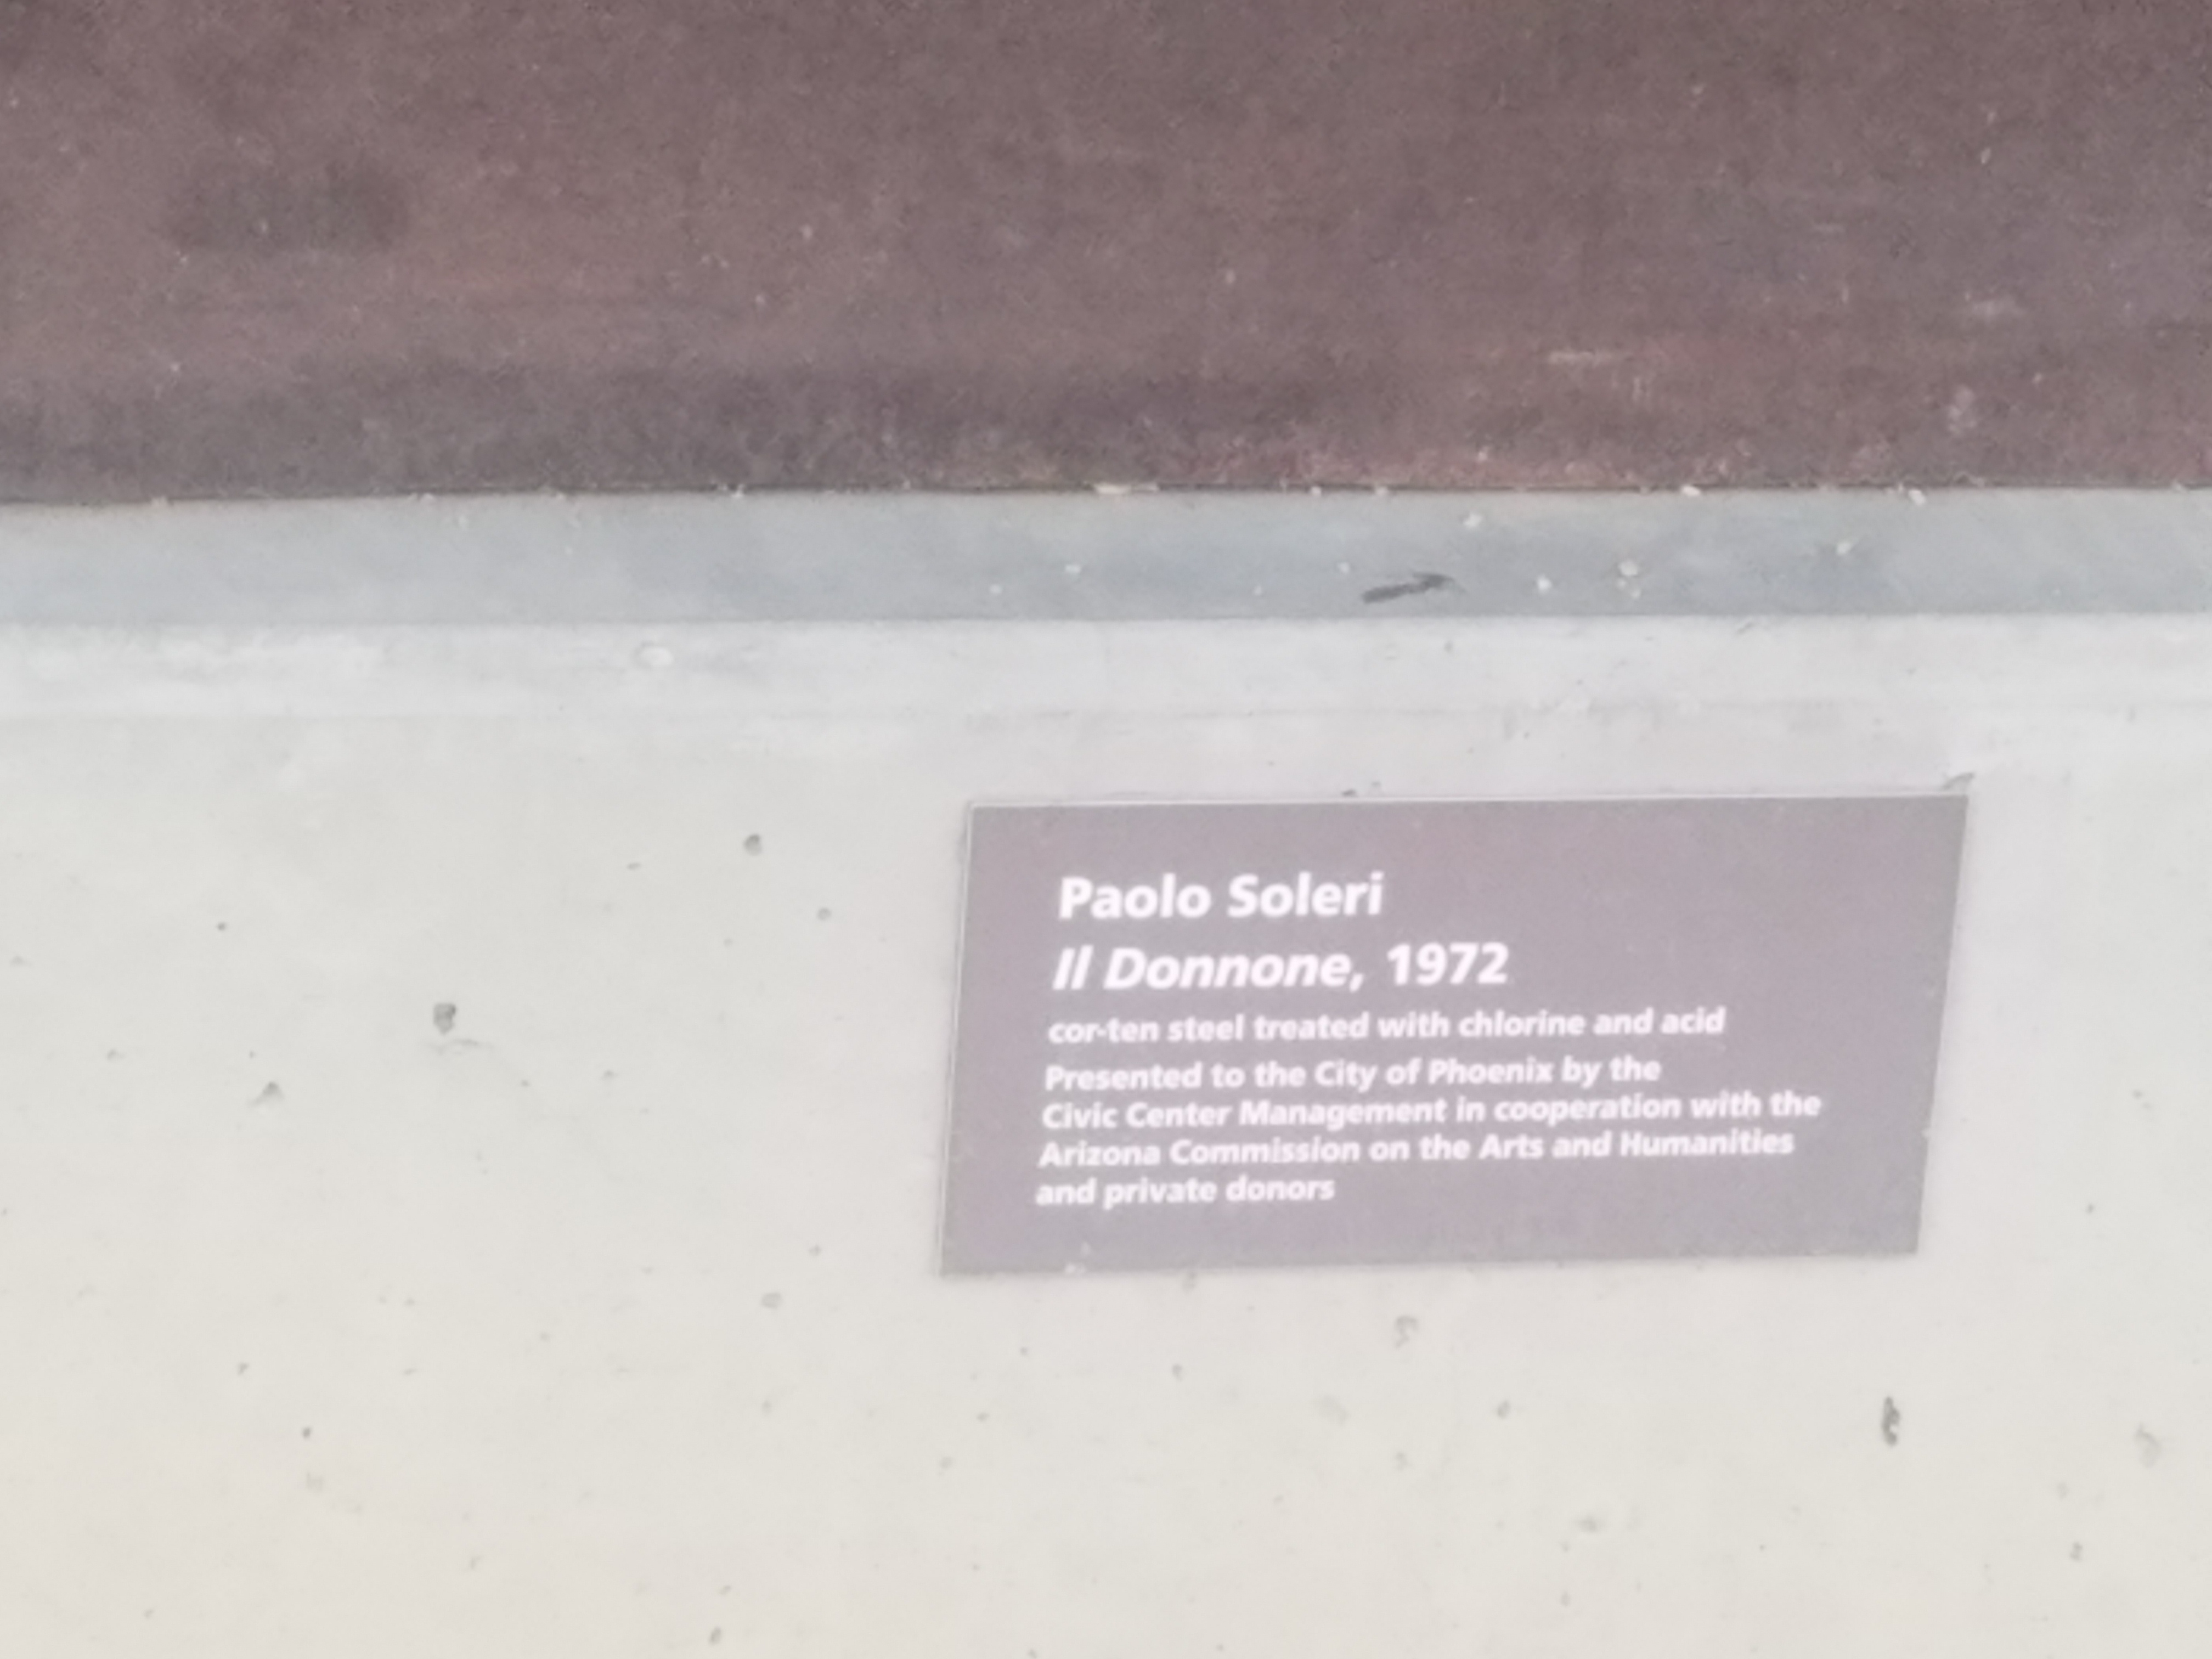 Paolo Soleri
Il Donnone, 1972
cor-ten steel treated with chlorine and acid
Presented to the City of Phoenix by the
Civic Center Management in cooperation with the
Arizona Commission on the Arts and Humanities
and private donors